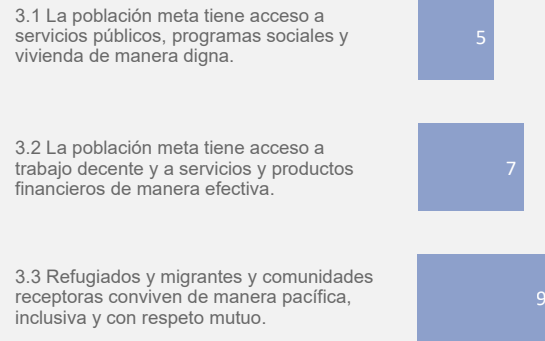 3.1 La población meta tiene acceso a
servicios públicos, programas sociales y
vivienda de manera digna.
5
3.2 La población meta tiene acceso a
trabajo decente y a servicios y productos
financieros de manera efectiva.
7
3.3 Refugiados y migrantes y comunidades
receptoras conviven de manera pacífica,
inclusiva y con respeto mutuo.
9